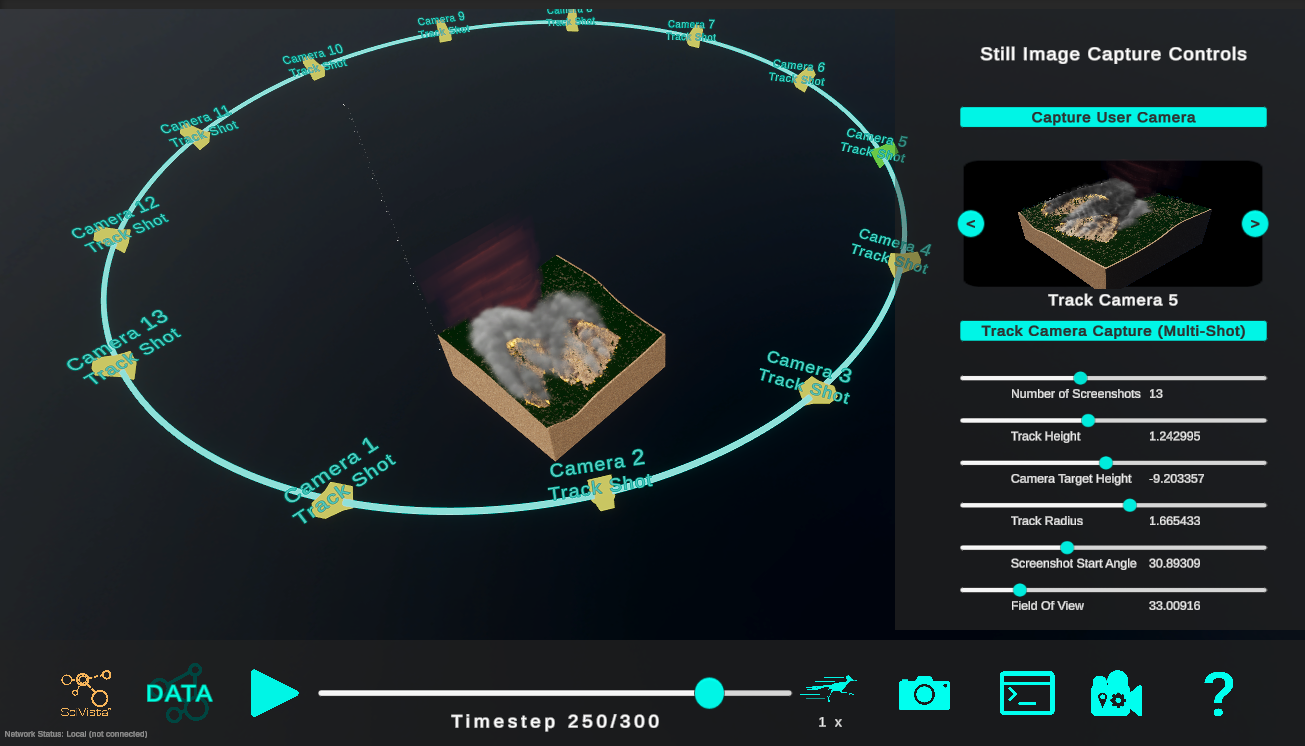 Camera 9
Track Shot
Camera 8
Track Shot
Camera 7
Track Shot
Camera 10
Track Shot
Camera 6
Track Shot
Camera 11
Track Shot
Camera 5
Track Shot
Camera 12
Track Shot
Camera 4
Track Shot
Camera 13
Track Shot
Camera 3
Track Shot
Camera 1
Track Shot
Camera 2
Track Shot
Still Image Capture Controls
Capture User Camera
<
>
Track Camera 5
Track Camera Capture (Multi-Shot)
Number of Screenshots 13
Track Height 1.242995
Camera Target Height -9.203357
Track Radius 1.665433
Screenshot Start Angle 30.89309
Field Of View 33.00916
SciVista
DATA
Timestep 250/300
1 x
?
Network Status: Local (not connected)